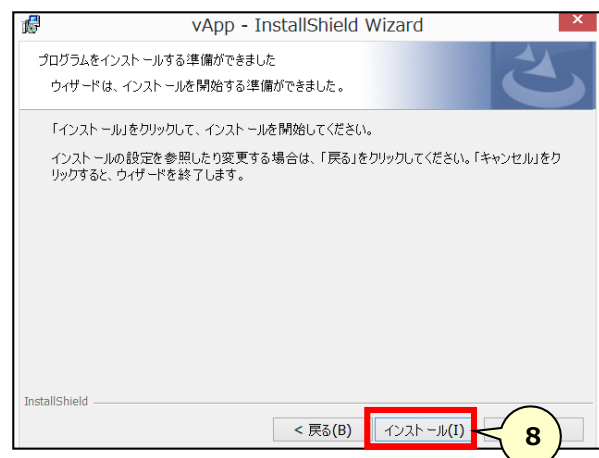 vApp - InstallShield Wizard
プログラムをインストールする準備ができました
ウィザードは、インストールを開始する準備ができました。
「インストール」をクリックして、インストールを開始してください。
インストールの設定を参照したり変更する場合は、「戻る」をクリックしてください。「キャンセル」をク
リックすると、ウィザードを終了します。
InstallShield
< 戻る(B) インストール(I) 8